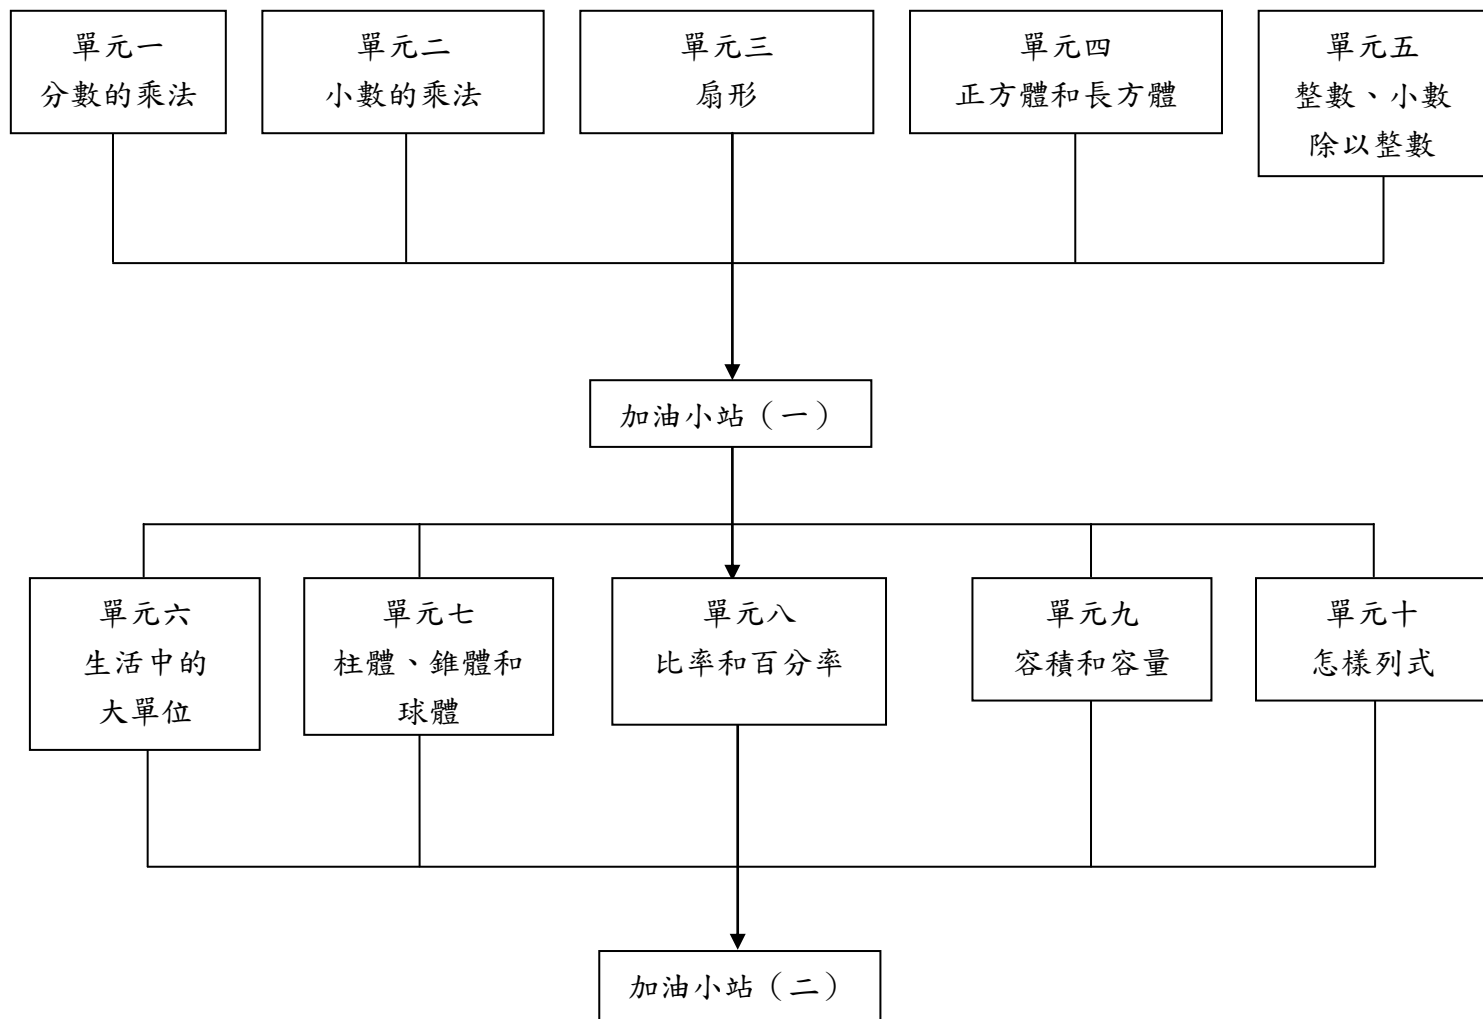 單元一
分數的乘法
單元二
小數的乘法
單元三
扇形
單元四
正方體和長方體
單元五
整數、小數
除以整數
加油小站（一）
單元六
生活中的
大單位
單元七
柱體、錐體和
球體
單元八
比率和百分率
單元九
容積和容量
單元十
怎樣列式
加油小站（二）